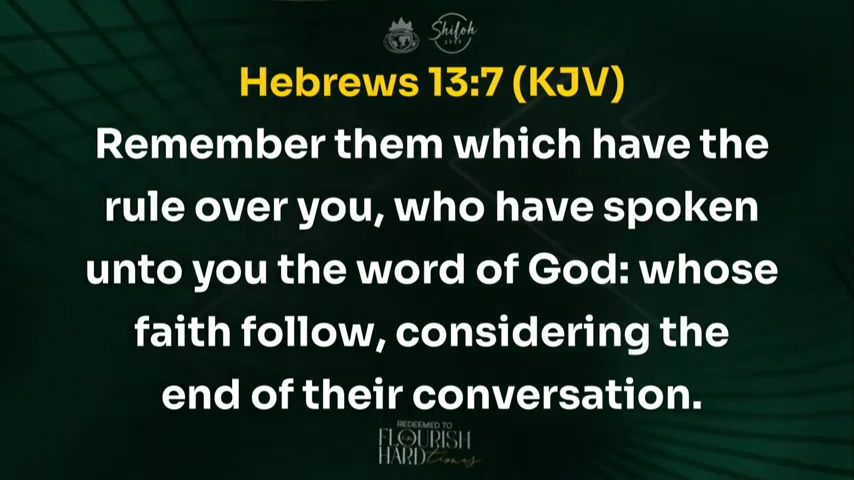 Shiloh
Hebrews 13:7 (KJV)
Remember them which have the
rule over you, who have spoken
unto you the word of God: whose
faith follow, considering the
end of their conversation.
REDEEMED TO
FLOURISH
HARD times